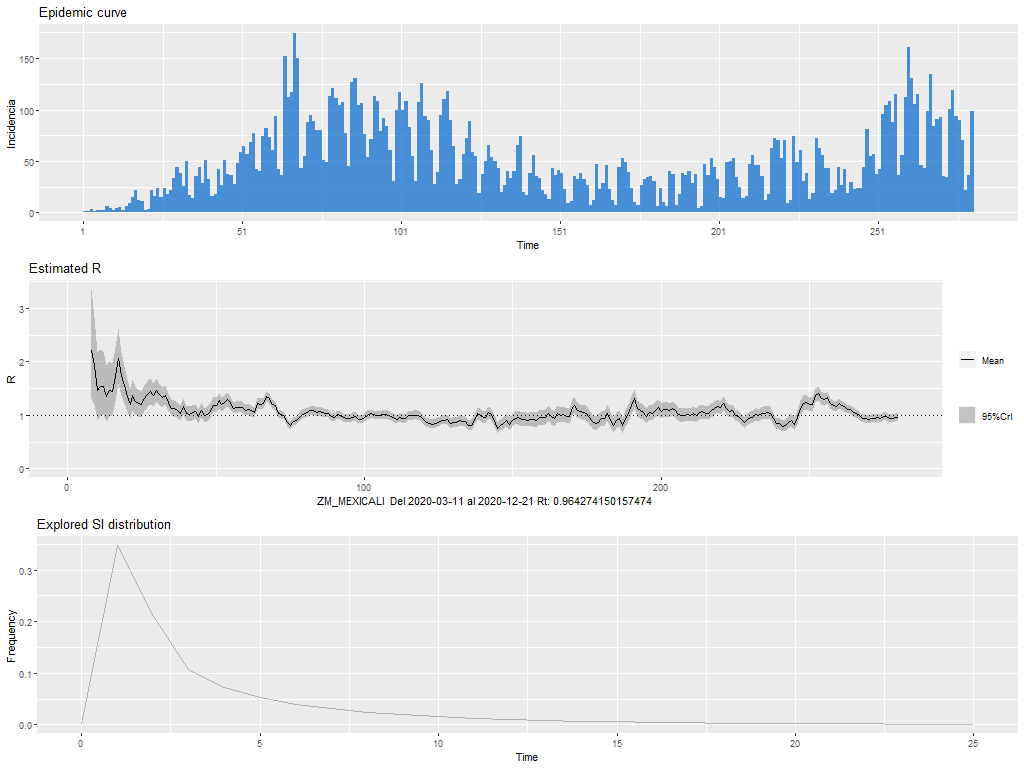 Epidemic curve
Incidencia
150
100
50
0
1
51
101
151
201
251
Time
Estimated R
R
3
2
1
0
0
100
200
ZM_MEXICALI Del 2020-03-11 al 2020-12-21 Rt: 0.964274150157474
Mean
95%CrI
Explored SI distribution
Frequency
0.3
0.2
0.1
0.0
0
5
10
15
20
25
Time